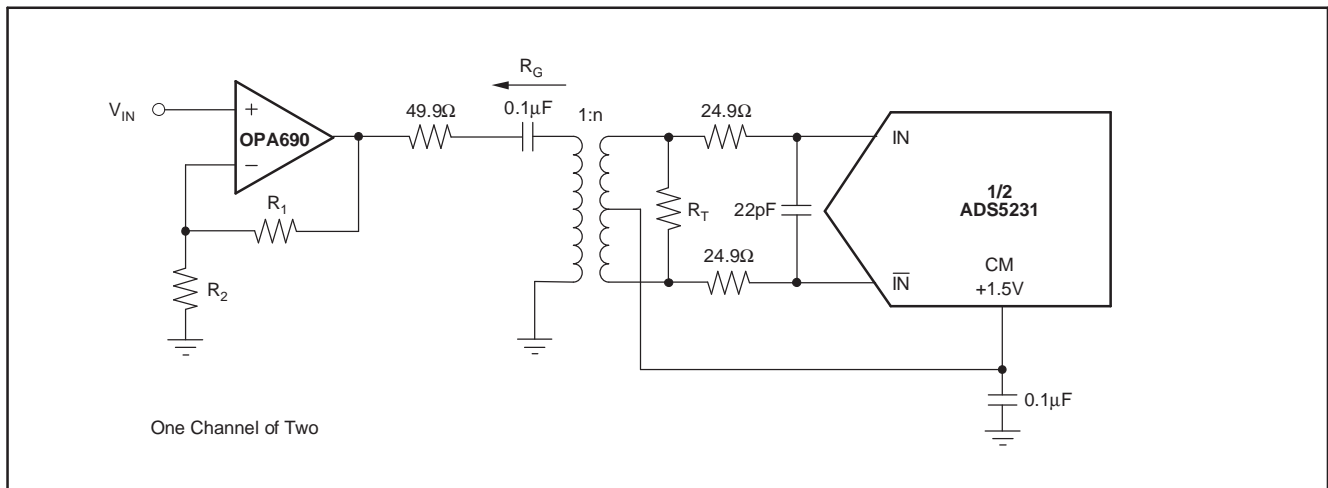 R_G
V_IN
+
OPA690
−
49.9Ω
0.1µF
1:n
24.9Ω
IN
R_1
R_T
22pF
1/2
ADS5231
R_2
24.9Ω
I̅N̅
CM
+1.5V
0.1µF
One Channel of Two